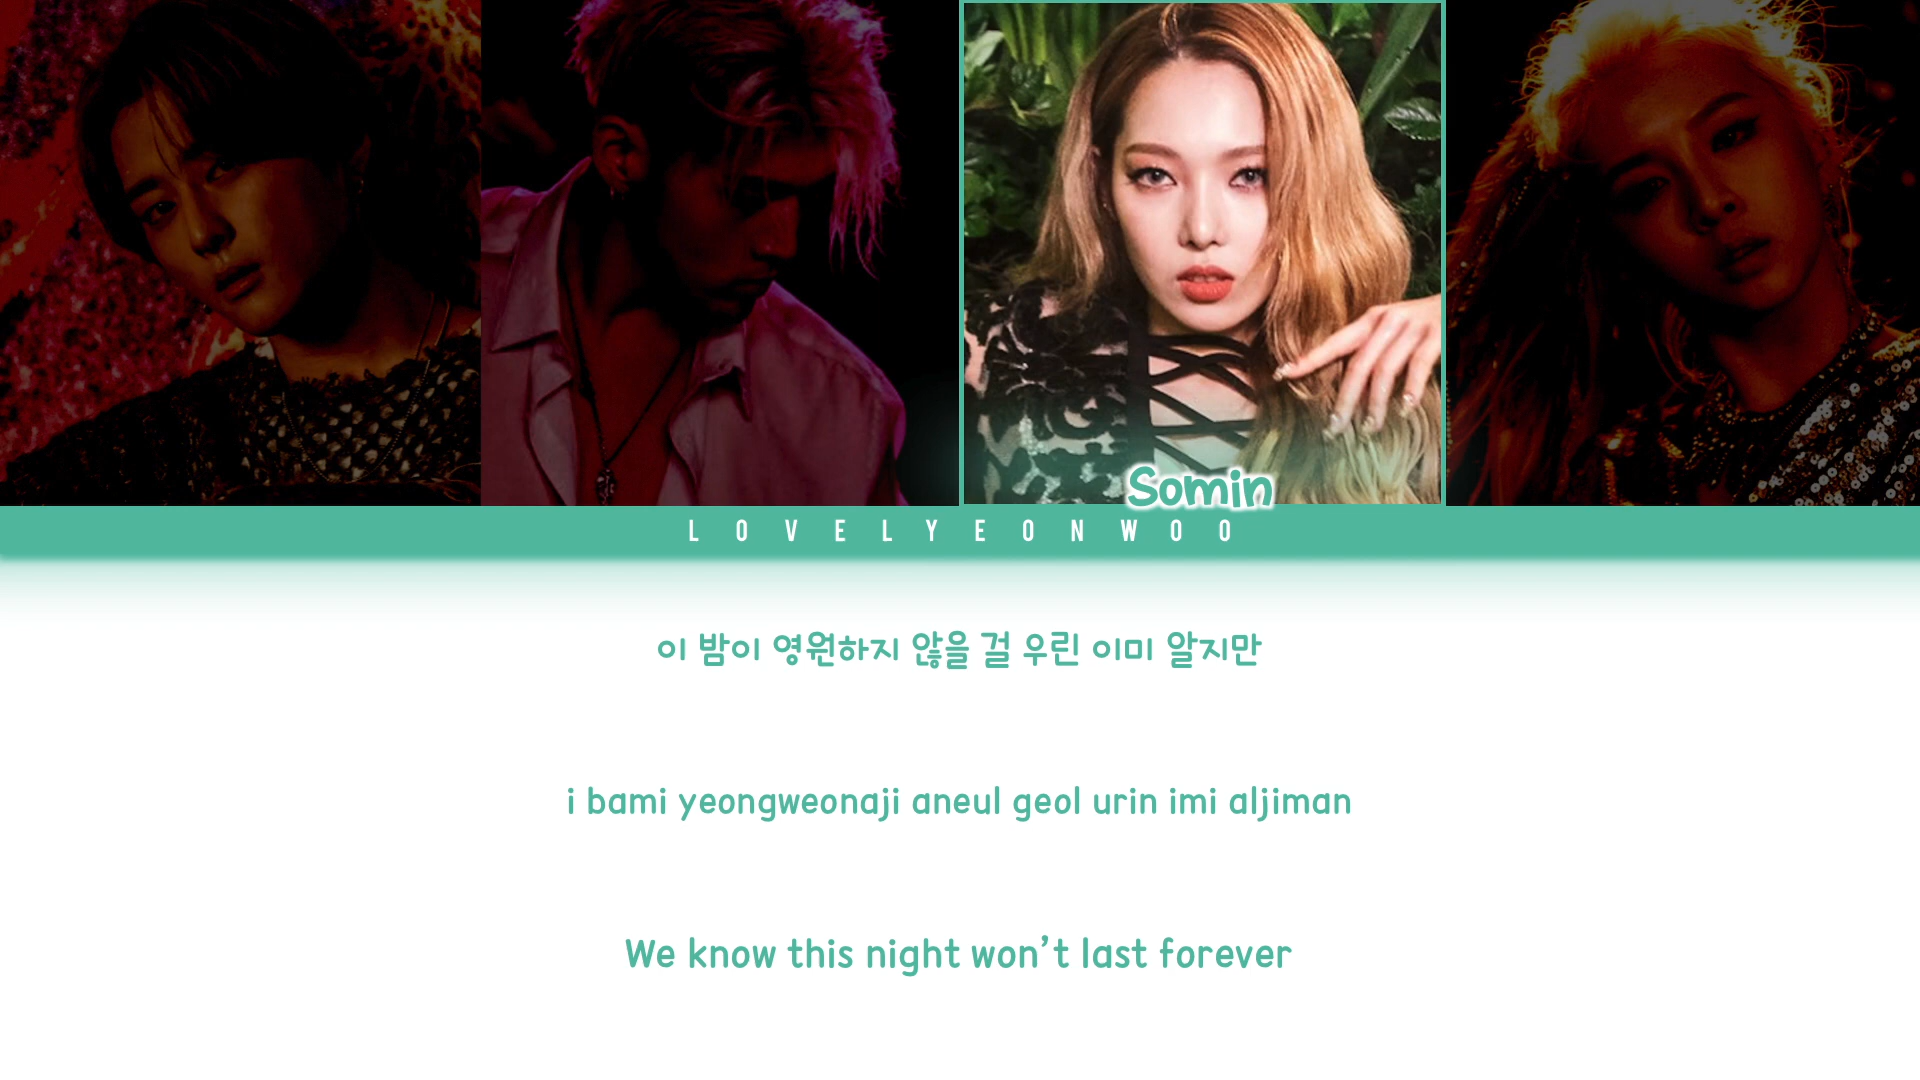 Somin
LOVELYEONWOO
이 밤이 영원하지 않을 걸 우린 이미 알지만
i bami yeongweonaji aneul geol urin imi aljiman
We know this night won't last forever